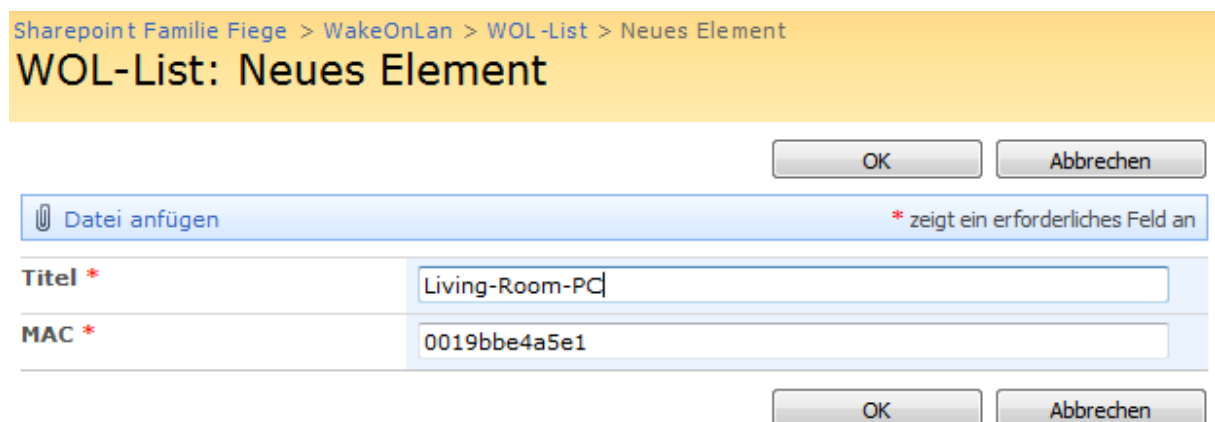 Sharepoint Familie Fiege > WakeOnLan > WOL-List > Neues Element
WOL-List: Neues Element
OK Abbrechen
Datei anfügen * zeigt ein erforderliches Feld an
Titel * Living-Room-PC
MAC * 0019bbe4a5e1
OK Abbrechen